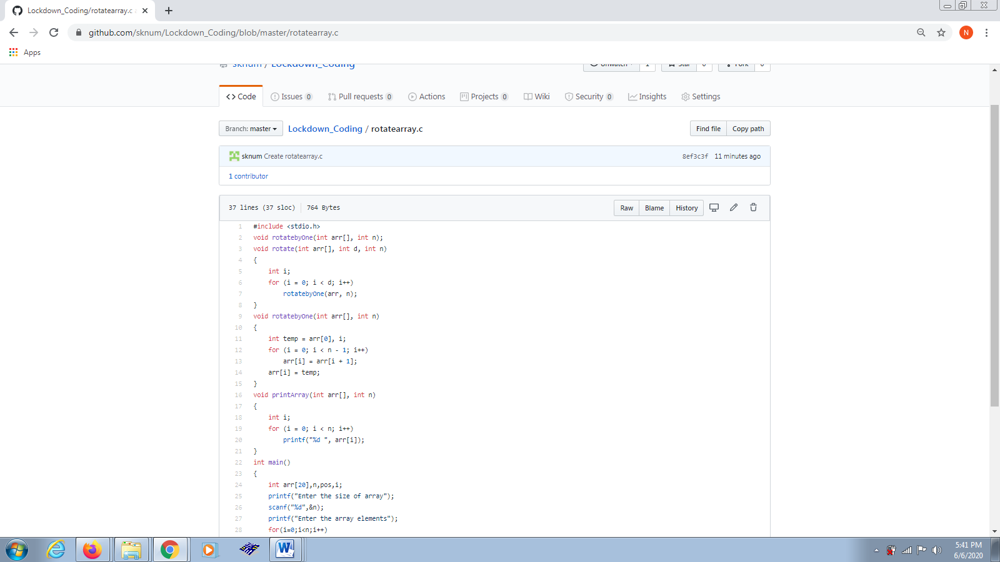 Lockdown_Coding/rotatearray.c
github.com/sknum/Lockdown_Coding/blob/master/rotatearray.c
N
Apps
sknum / Lockdown_Coding
Unwatch 1 Star 0 Fork 0
Code Issues 0 Pull requests 0 Actions Projects 0 Wiki Security 0 Insights Settings
Branch: master Lockdown_Coding / rotatearray.c Find file Copy path
sknum Create rotatearray.c 8ef3c3f 11 minutes ago
1 contributor
37 lines (37 sloc) 764 Bytes Raw Blame History
1 #include <stdio.h>
2 void rotatebyOne(int arr[], int n);
3 void rotate(int arr[], int d, int n)
4 {
5 int i;
6 for (i = 0; i < d; i++)
7 rotatebyOne(arr, n);
8 }
9 void rotatebyOne(int arr[], int n)
10 {
11 int temp = arr[0], i;
12 for (i = 0; i < n - 1; i++)
13 arr[i] = arr[i + 1];
14 arr[i] = temp;
15 }
16 void printArray(int arr[], int n)
17 {
18 int i;
19 for (i = 0; i < n; i++)
20 printf("%d ", arr[i]);
21 }
22 int main()
23 {
24 int arr[20],n,pos,i;
25 printf("Enter the size of array");
26 scanf("%d",&n);
27 printf("Enter the array elements");
28 for(i=0;i<n;i++)
W
5:41 PM
6/6/2020